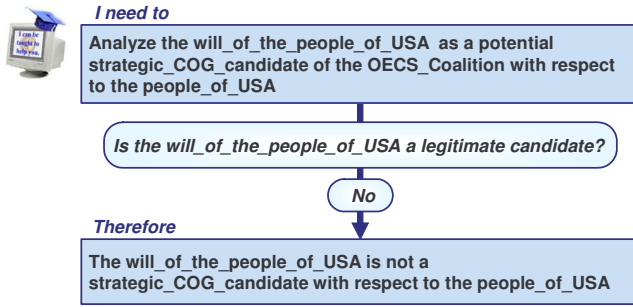 I can be
taught to
help you.
I need to
Analyze the will_of_the_people_of_USA as a potential
strategic_COG_candidate of the OECS_Coalition with respect
to the people_of_USA
Is the will_of_the_people_of_USA a legitimate candidate?
No
Therefore
The will_of_the_people_of_USA is not a
strategic_COG_candidate with respect to the people_of_USA